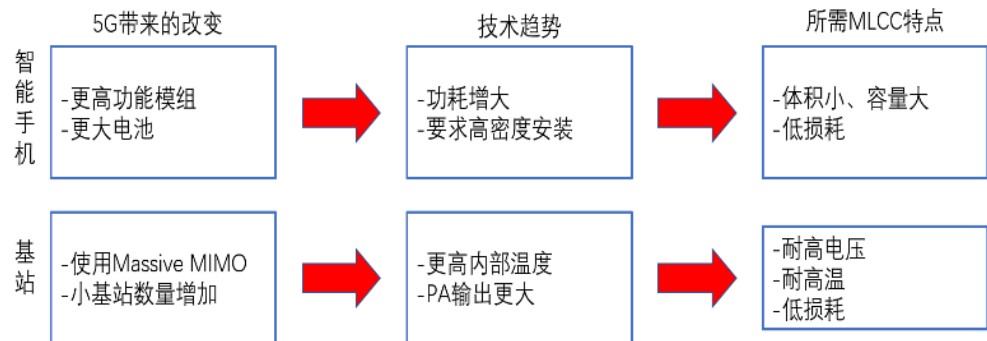 5G带来的改变
技术趋势
所需MLCC特点
智能手机
-更高功能模组
-更大电池
-功耗增大
-要求高密度安装
-体积小、容量大
-低损耗
基站
-使用Massive MIMO
-小基站数量增加
-更高内部温度
-PA输出更大
-耐高电压
-耐高温
-低损耗